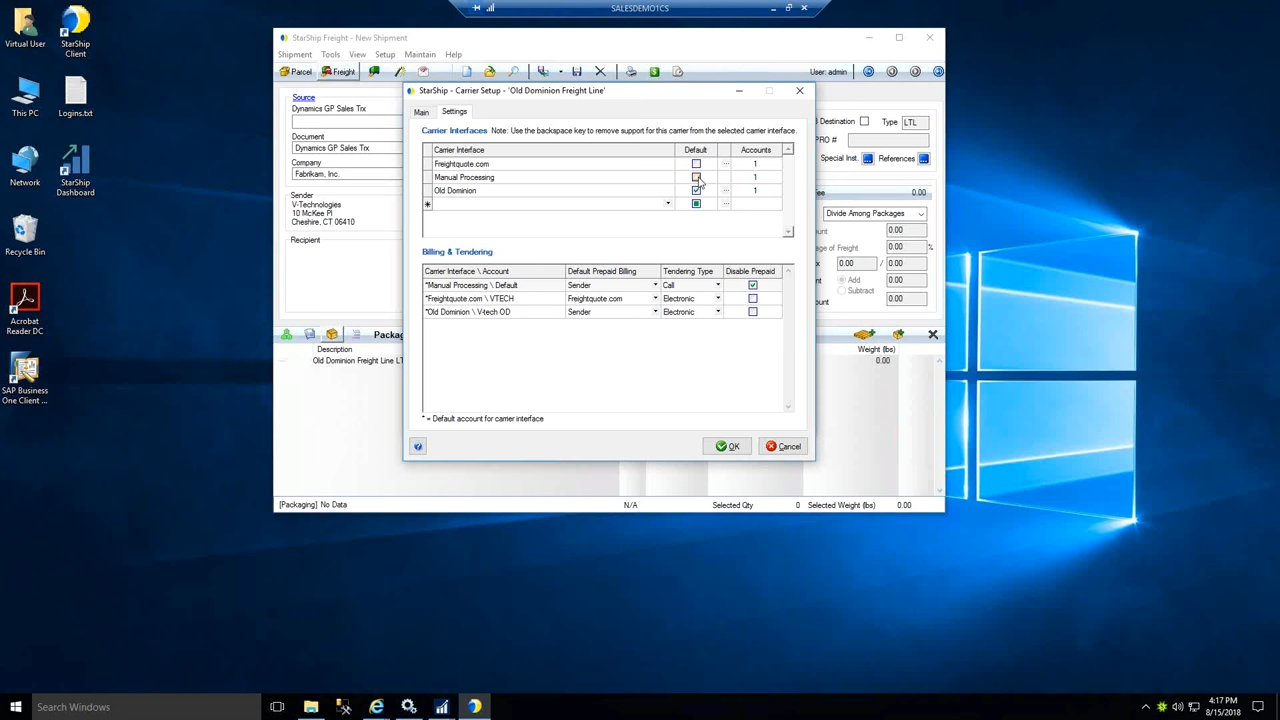 SALESDEMO1CS
Virtual User
StarShip Client
This PC
Logins.txt
Network
StarShip Dashboard
Recycle Bin
Acrobat Reader DC
SAP Business One Client ...
StarShip Freight - New Shipment
Shipment Tools View Setup Maintain Help
Parcel Freight User: admin
Source
Dynamics GP Sales Trx
Document
Dynamics GP Sales Trx
Company
Fabrikam, Inc.
Sender
V-Technologies
10 McKee Pl
Cheshire, CT 06410
Recipient
StarShip - Carrier Setup - 'Old Dominion Freight Line'
Main Settings
Carrier Interfaces Note: Use the backspace key to remove support for this carrier from the selected carrier interface.
Carrier Interface Default Accounts
Freightquote.com ... 1
Manual Processing 1
Old Dominion ... 1
* ...
Billing & Tendering
Carrier Interface \ Account Default Prepaid Billing Tendering Type Disable Prepaid
*Manual Processing \ Default Sender Call
*Freightquote.com \ VTECH Freightquote.com Electronic
*Old Dominion \ V-tech OD Sender Electronic
* = Default account for carrier interface
OK Cancel
Destination Type LTL
PRO #
Special Inst. References
0.00
Divide Among Packages
0.00
age of Freight 0.00 %
0.00 / 0.00
Add
Subtract
0.00
Description Weight (lbs)
Old Dominion Freight Line LT 0.00
[Packaging] No Data N/A Selected Qty 0 Selected Weight (lbs) 0.00
Search Windows
4:17 PM
8/15/2018